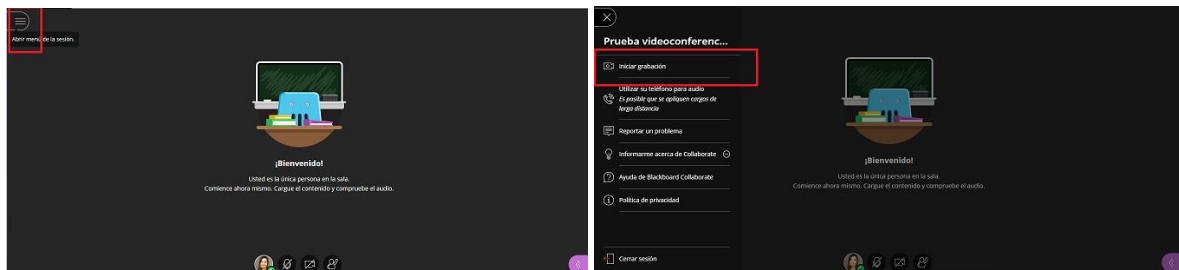 Abrir menú de la sesión.
¡Bienvenido!
Usted es la única persona en la sala.
Comience ahora mismo. Cargue el contenido y compruebe el audio.
Prueba videoconferenc...
Iniciar grabación
Utilizar su teléfono para audio
Es posible que se apliquen cargos de
larga distancia
Reportar un problema
Informarme acerca de Collaborate
Ayuda de Blackboard Collaborate
Política de privacidad
Cerrar sesión
¡Bienvenido!
Usted es la única persona en la sala.
Comience ahora mismo. Cargue el contenido y compruebe el audio.